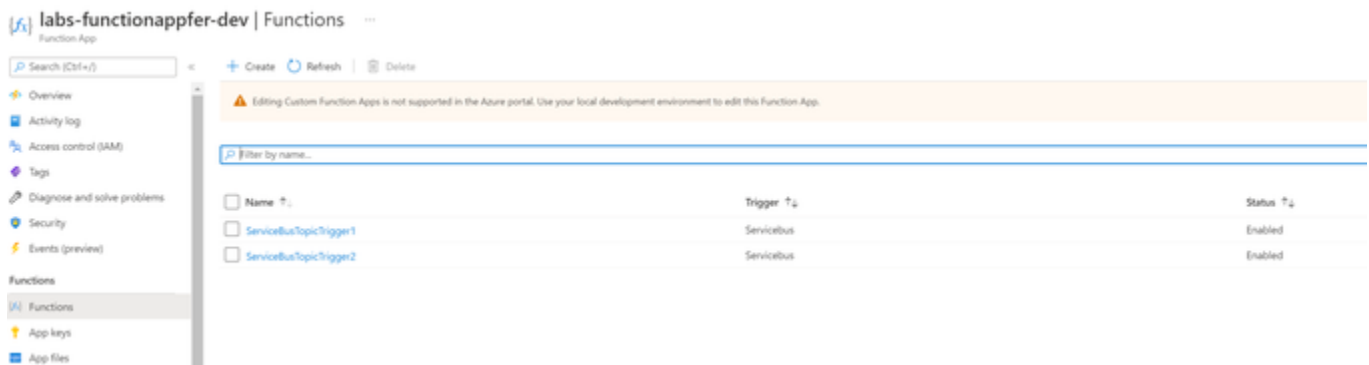 labs-functionappfer-dev | Functions ...
Function App
Search (Ctrl+/)
«
Create
Refresh
Delete
Overview
Activity log
Access control (IAM)
Tags
Diagnose and solve problems
Security
Events (preview)
Functions
Functions
App keys
App files
Editing Custom Function Apps is not supported in the Azure portal. Use your local development environment to edit this Function App.
Filter by name...
Name Trigger Status
ServiceBusTopicTrigger1 Servicebus Enabled
ServiceBusTopicTrigger2 Servicebus Enabled